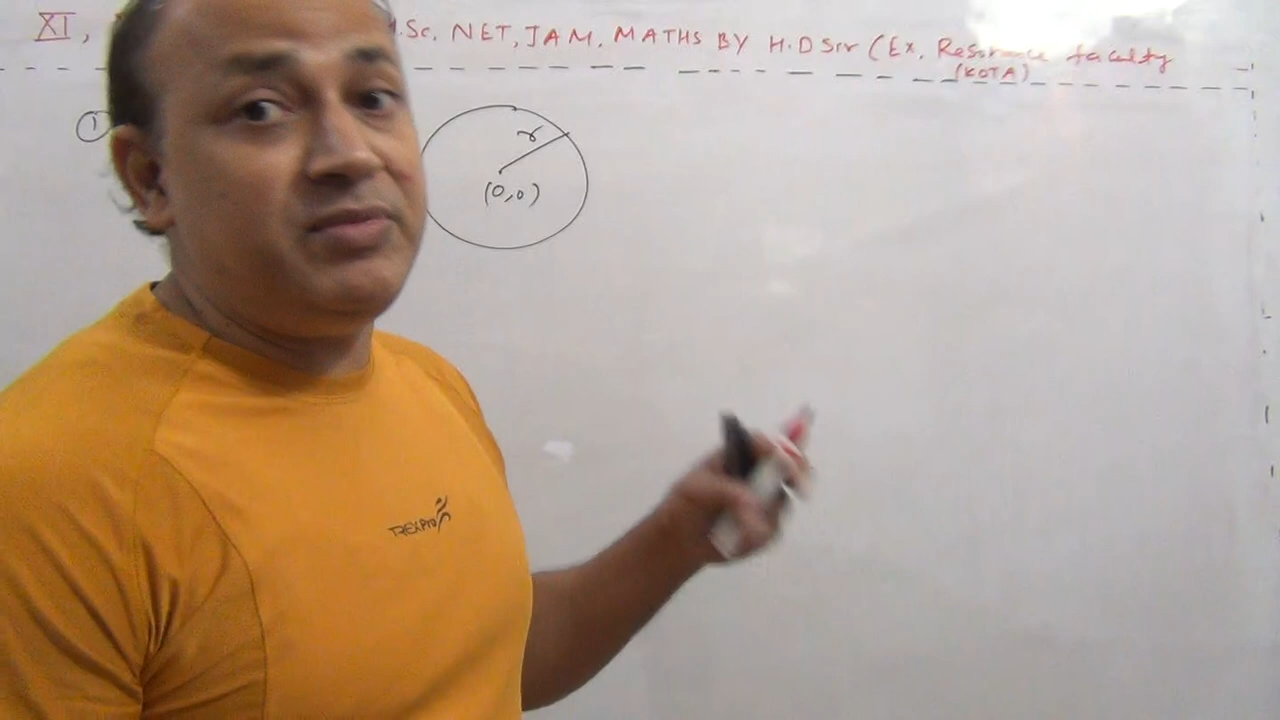 XI, .Sc, NET, JAM, MATHS BY H.D Sir (Ex. Resonance faculty
(KOTA)
1
r
(0,0)
REXPRO